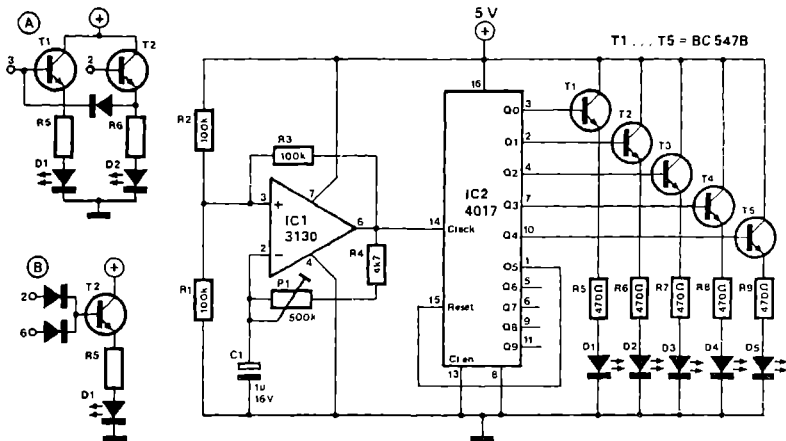 A
+
T1
T2
3
2
R5
R6
D1
D2
B
+
T2
2
6
R5
D1
5 V
+
T1 ... T5 = BC 547B
R2
100k
R3
100k
R1
100k
3
+
7
IC1
3130
6
2
–
4
R4
4k7
P1
500k
C1
1µ
16V
16
IC2
4017
14
Clock
15
Reset
Cl en
13
8
Q0
3
Q1
2
Q2
4
Q3
7
Q4
10
Q5
1
Q6
5
Q7
6
Q8
9
Q9
11
T1
T2
T3
T4
T5
R5
470Ω
R6
470Ω
R7
470Ω
R8
470Ω
R9
470Ω
D1
D2
D3
D4
D5